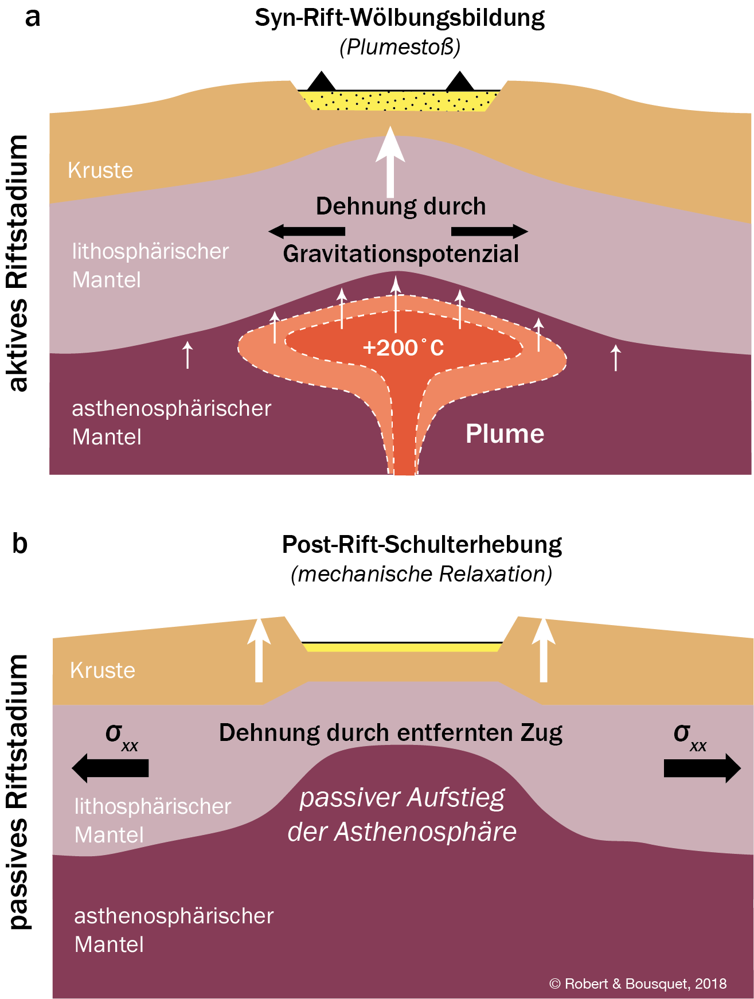 a
Syn-Rift-Wölbungsbildung
(Plumestoß)
aktives Riftstadium
Kruste
Dehnung durch
Gravitationspotenzial
lithosphärischer
Mantel
+200°C
asthenosphärischer
Mantel
Plume
b
Post-Rift-Schulterhebung
(mechanische Relaxation)
passives Riftstadium
Kruste
σxx
Dehnung durch entfernten Zug
σxx
passiver Aufstieg
der Asthenosphäre
lithosphärischer
Mantel
asthenosphärischer
Mantel
© Robert & Bousquet, 2018